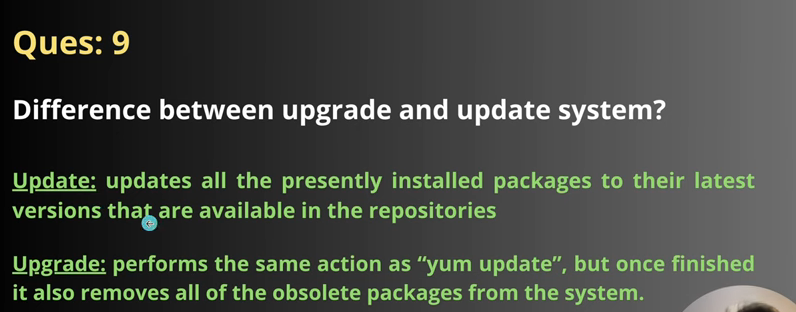 Ques: 9
Difference between upgrade and update system?
Update: updates all the presently installed packages to their latest
versions that are available in the repositories
Upgrade: performs the same action as “yum update”, but once finished
it also removes all of the obsolete packages from the system.